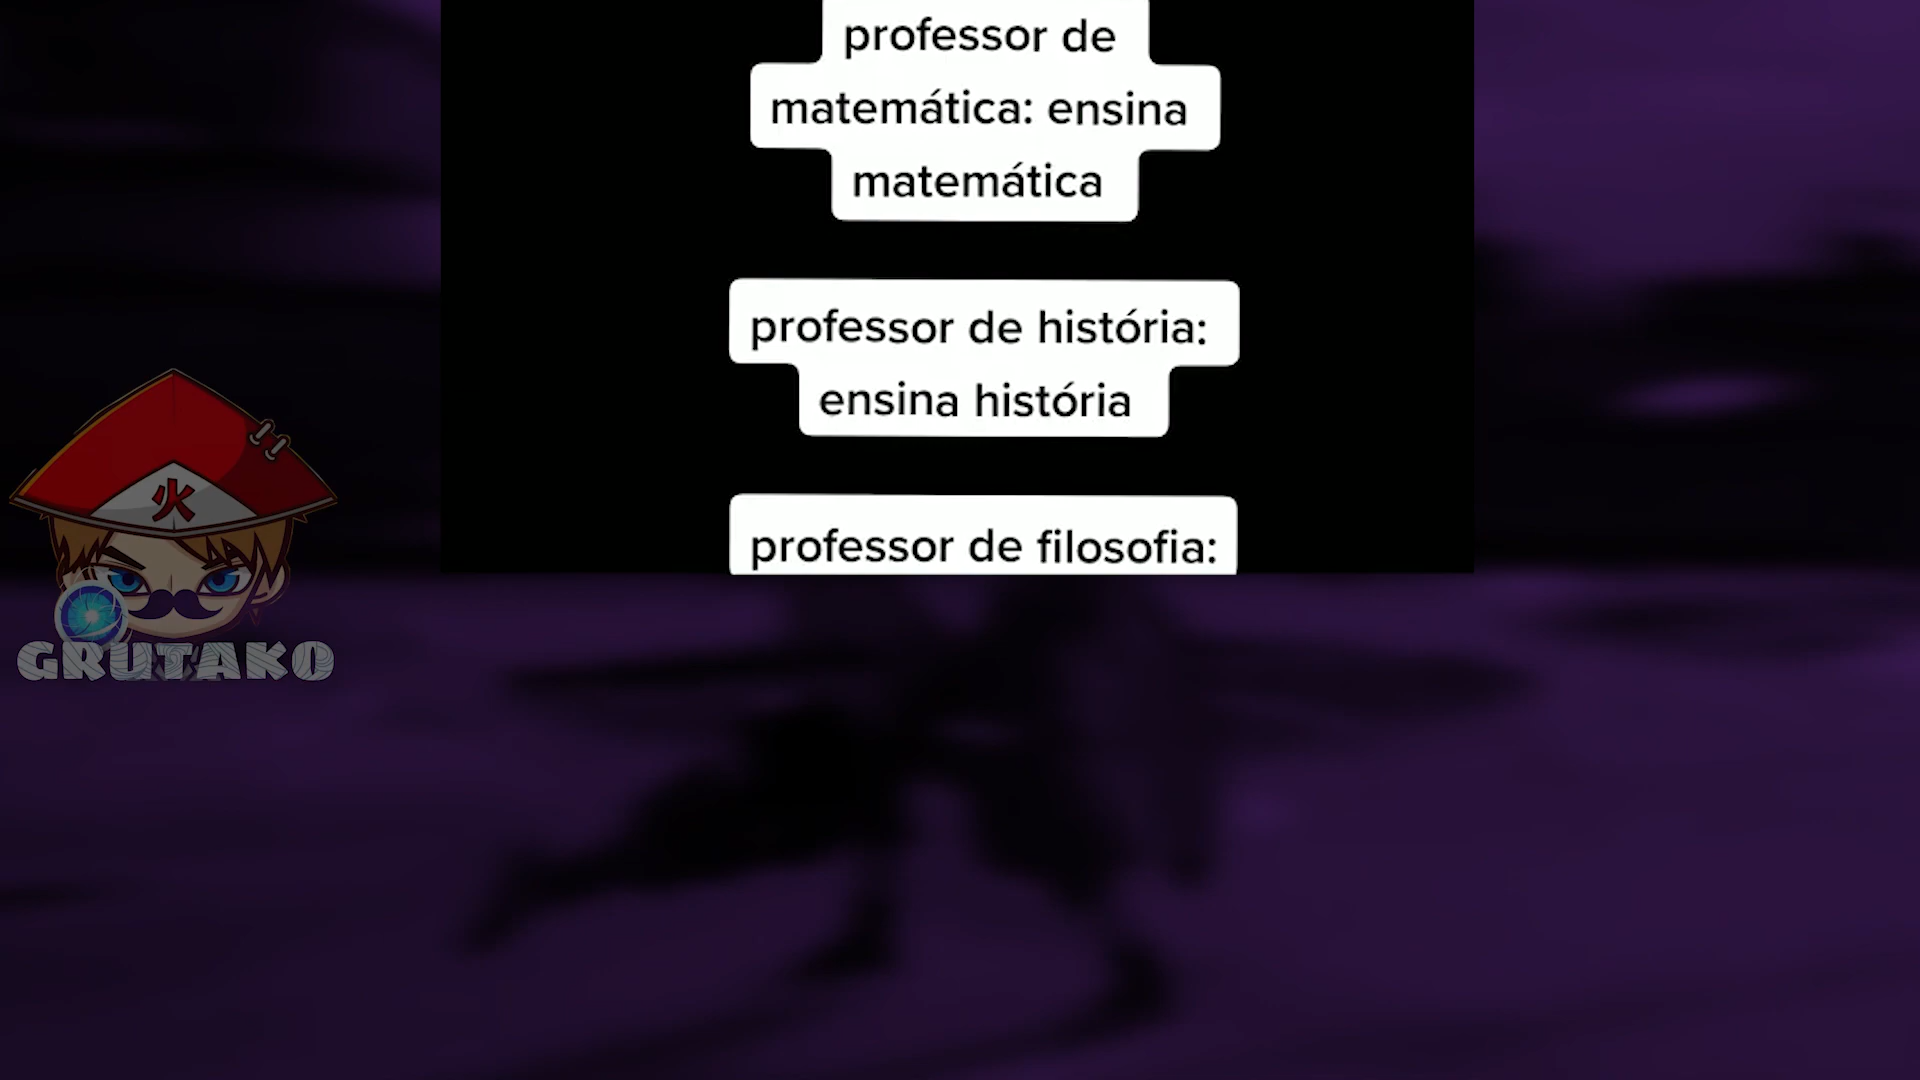 professor de
matemática: ensina
matemática
professor de história:
ensina história
professor de filosofia:
火
GRUTAKO